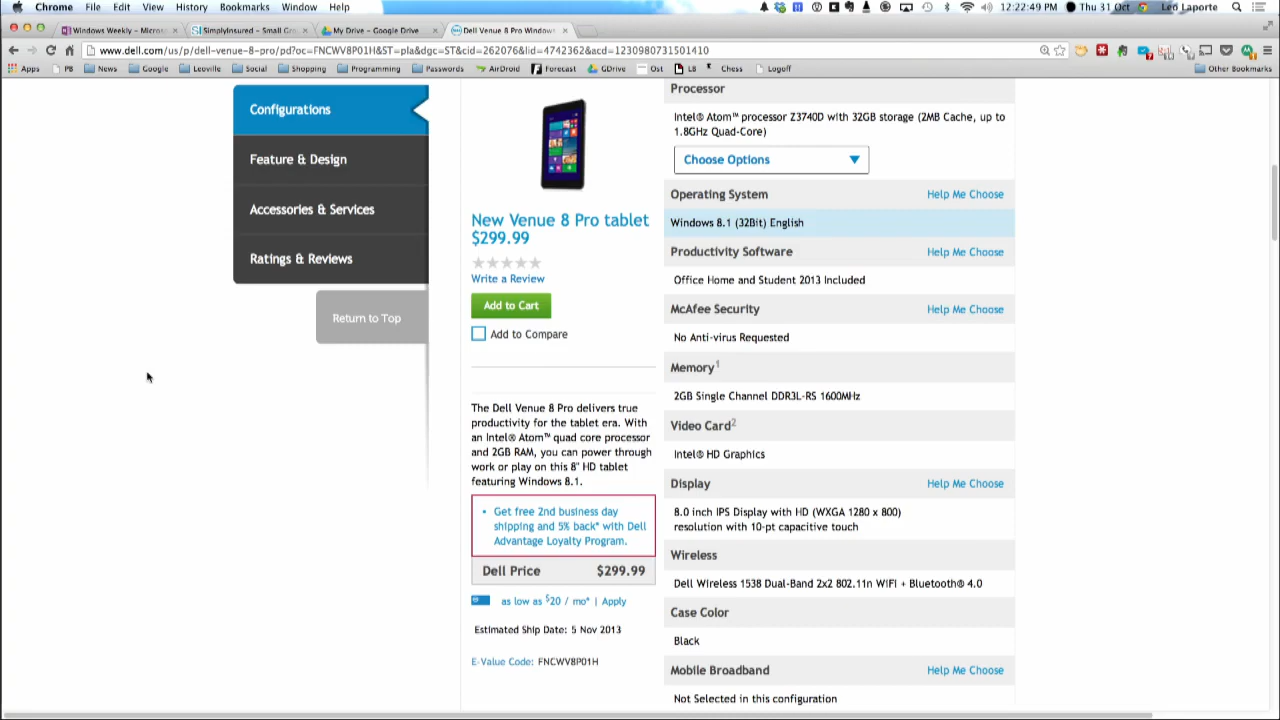 Chrome File Edit View History Bookmarks Window Help
12:22:49 PM Thu 31 Oct Leo Laporte
Windows Weekly – Microso
SimplyInsured – Small Gro
My Drive – Google Drive
Dell Venue 8 Pro Window
www.dell.com/us/p/dell-venue-8-pro/pd?oc=FNCWV8P01H&ST=pla&dgc=ST&cid=262076&lid=4742362&acd=1230980731501410
Apps PB News Google Leoville Social Shopping Programming Passwords AirDroid Forecast GDrive Ost LB Chess Logoff Other Bookmarks
Configurations
Feature & Design
Accessories & Services
Ratings & Reviews
Return to Top
New Venue 8 Pro tablet
$299.99
Write a Review
Add to Cart
Add to Compare
The Dell Venue 8 Pro delivers true
productivity for the tablet era. With
an Intel® Atom™ quad core processor
and 2GB RAM, you can power through
work or play on this 8" HD tablet
featuring Windows 8.1.
• Get free 2nd business day
shipping and 5% back* with Dell
Advantage Loyalty Program.
Dell Price $299.99
as low as $20 / mo* | Apply
Estimated Ship Date: 5 Nov 2013
E-Value Code: FNCWV8P01H
Processor
Intel® Atom™ processor Z3740D with 32GB storage (2MB Cache, up to
1.8GHz Quad-Core)
Choose Options
Operating System Help Me Choose
Windows 8.1 (32Bit) English
Productivity Software Help Me Choose
Office Home and Student 2013 Included
McAfee Security Help Me Choose
No Anti-virus Requested
Memory1
2GB Single Channel DDR3L-RS 1600MHz
Video Card2
Intel® HD Graphics
Display Help Me Choose
8.0 inch IPS Display with HD (WXGA 1280 x 800)
resolution with 10-pt capacitive touch
Wireless
Dell Wireless 1538 Dual-Band 2x2 802.11n WiFi + Bluetooth® 4.0
Case Color
Black
Mobile Broadband Help Me Choose
Not Selected in this configuration